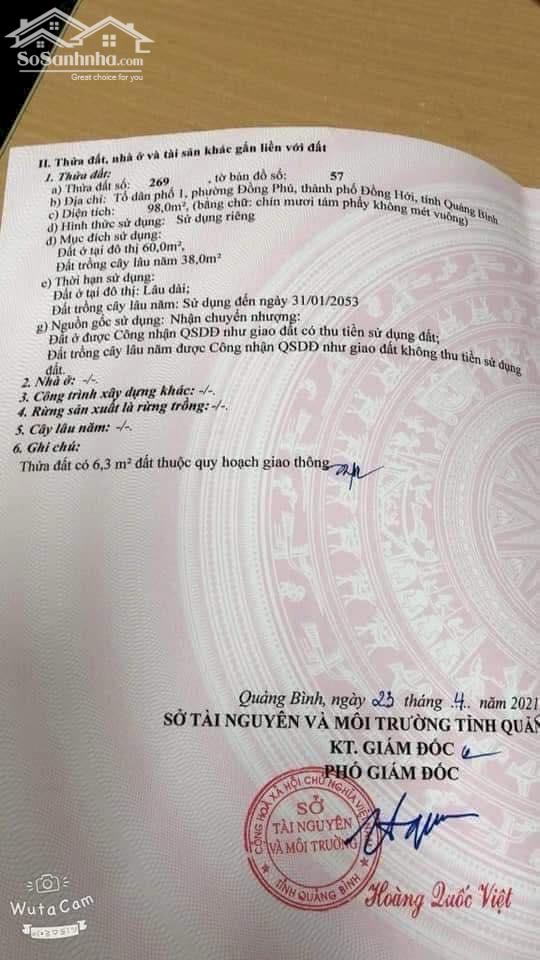 SoSanhnha.com
Great choice for you
II. Thửa đất, nhà ở và tài sản khác gắn liền với đất
1. Thửa đất:
a) Thửa đất số: 269 , tờ bản đồ số: 57
b) Địa chỉ: Tổ dân phố 1, phường Đồng Phú, thành phố Đồng Hới, tỉnh Quảng Bình
c) Diện tích: 98,0m², (bằng chữ: chín mươi tám phẩy không mét vuông)
d) Hình thức sử dụng: Sử dụng riêng
đ) Mục đích sử dụng:
Đất ở tại đô thị 60,0m²,
Đất trồng cây lâu năm 38,0m²
e) Thời hạn sử dụng:
Đất ở tại đô thị: Lâu dài;
Đất trồng cây lâu năm: Sử dụng đến ngày 31/01/2053
g) Nguồn gốc sử dụng: Nhận chuyển nhượng:
Đất ở được Công nhận QSDĐ như giao đất có thu tiền sử dụng đất;
Đất trồng cây lâu năm được Công nhận QSDĐ như giao đất không thu tiền sử dụng
đất.
2. Nhà ở: -/-.
3. Công trình xây dựng khác: -/-.
4. Rừng sản xuất là rừng trồng: -/-.
5. Cây lâu năm: -/-.
6. Ghi chú:
Thửa đất có 6,3 m² đất thuộc quy hoạch giao thông
Quảng Bình, ngày 23 tháng .4.. năm 2021
SỞ TÀI NGUYÊN VÀ MÔI TRƯỜNG TỈNH QUẢN
KT. GIÁM ĐỐC
PHÓ GIÁM ĐỐC
CỘNG HOÀ XÃ HỘI CHỦ NGHĨA VIỆT
SỞ
TÀI NGUYÊN
VÀ MÔI TRƯỜNG
TỈNH QUẢNG BÌNH
Hoàng Quốc Việt
WutaCam